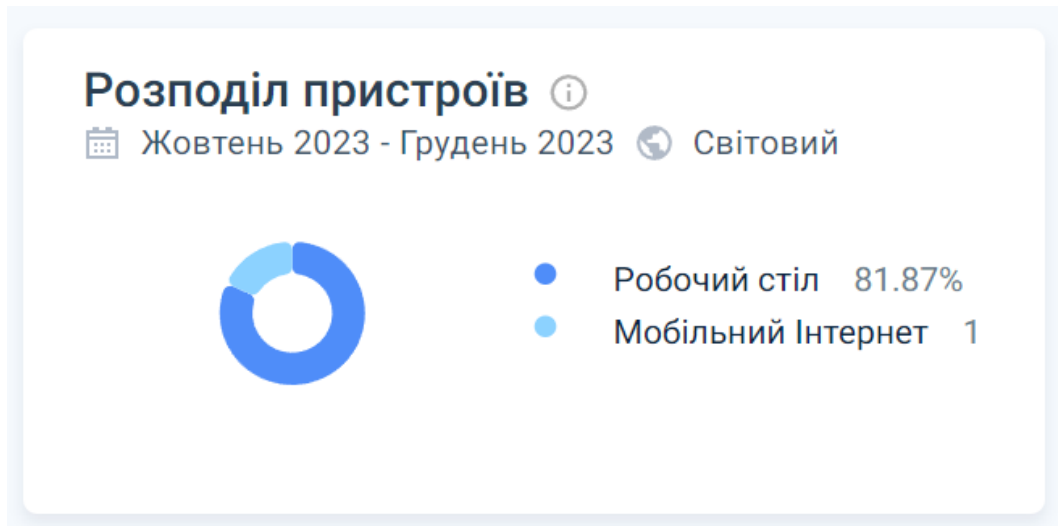 Розподіл пристроїв
Жовтень 2023 - Грудень 2023 Світовий
Робочий стіл 81.87%
Мобільний Інтернет 1